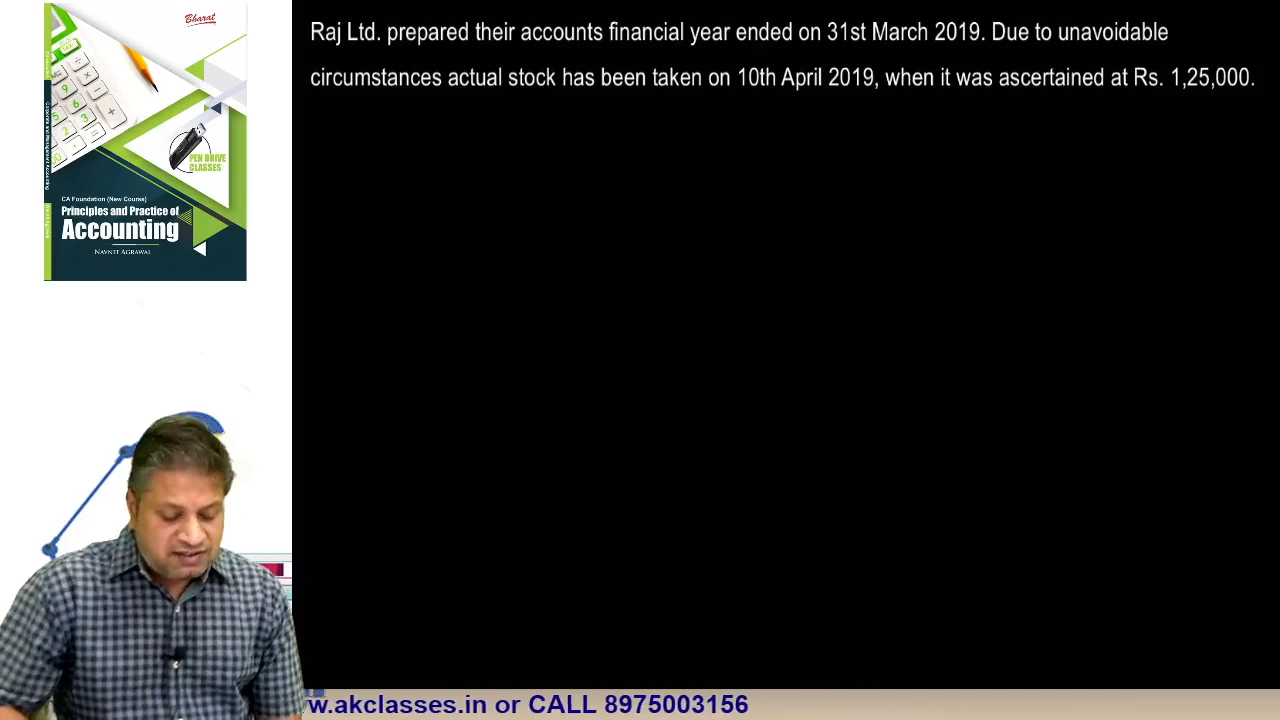 Bharat
PEN DRIVE
CLASSES
CA Foundation (New Course)
Principles and Practice of
Accounting
NAVNIT AGRAWAL
Raj Ltd. prepared their accounts financial year ended on 31st March 2019. Due to unavoidable
circumstances actual stock has been taken on 10th April 2019, when it was ascertained at Rs. 1,25,000.
w.akclasses.in or CALL 8975003156